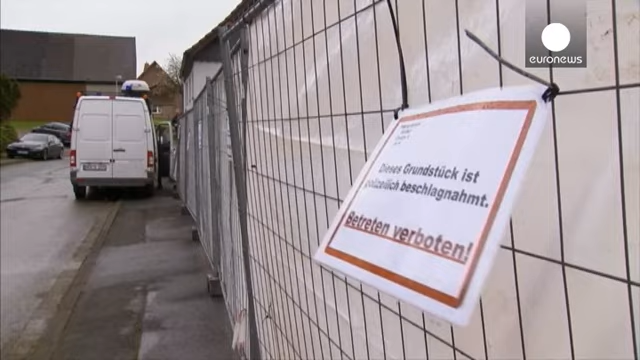 euronews
Dieses Grundstück ist
polizeilich beschlagnahmt.
Betreten verboten!